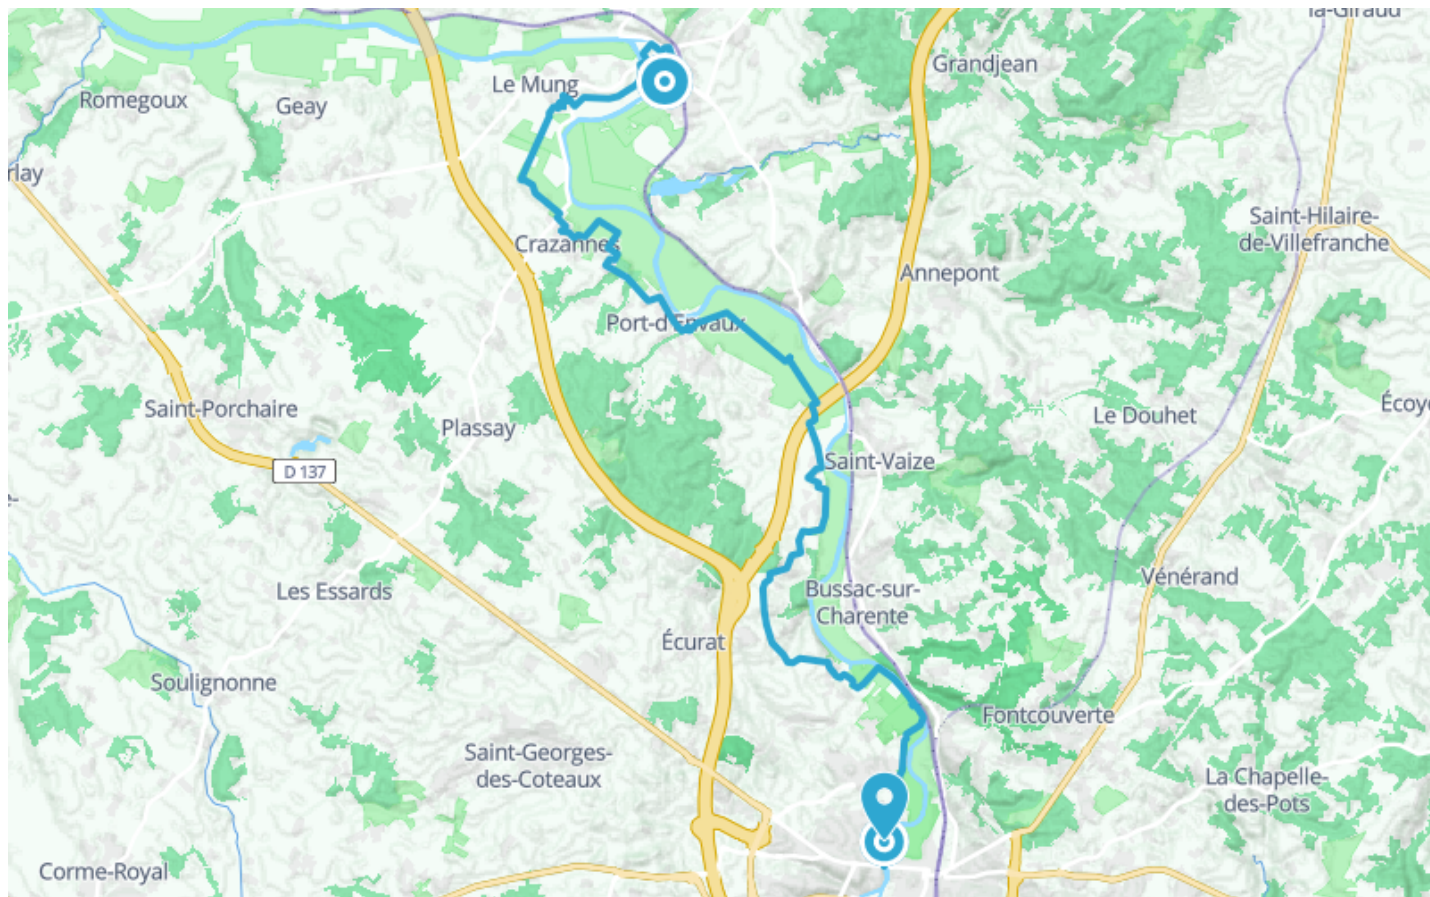 la-Giraud
Grandjean
Le Mung
Romegoux
Geay
rlay
Saint-Hilaire-
de-Villefranche
Crazannes
Annepont
Port-d'Envaux
Saint-Porchaire
Écoy
Plassay
Le Douhet
D 137
Saint-Vaize
Les Essards
Bussac-sur-
Charente
Vénérand
Écurat
Soulignonne
Fontcouverte
Saint-Georges-
des-Coteaux
La Chapelle-
des-Pots
Corme-Royal